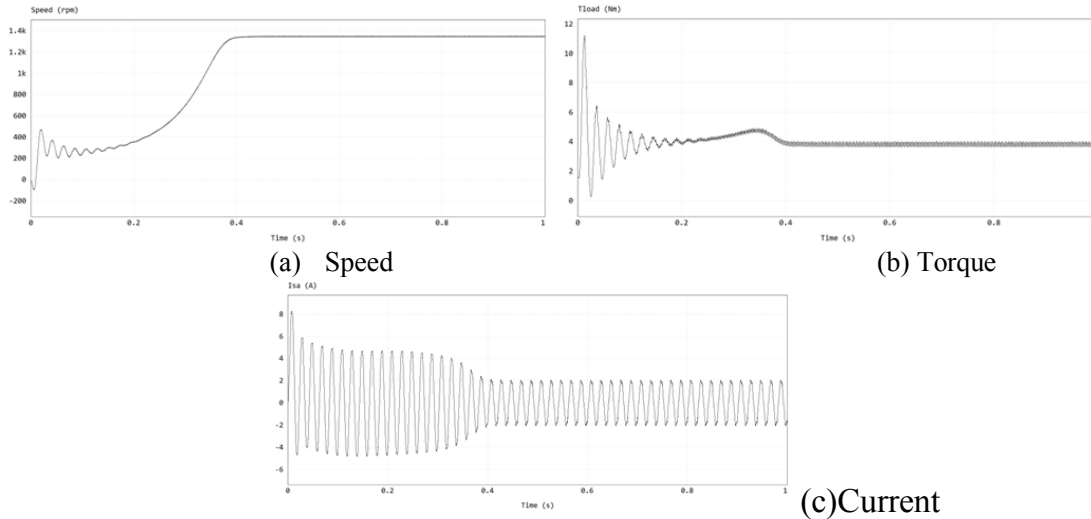 Speed (rpm)
1.4k
1.2k
1k
800
600
400
200
0
-200
0 0.2 0.4 0.6 0.8 1
Time (s)
(a) Speed
Tload (Nm)
12
10
8
6
4
2
0
0 0.2 0.4 0.6 0.8
Time (s)
(b) Torque
Isa (A)
8
6
4
2
0
-2
-4
-6
0 0.2 0.4 0.6 0.8 1
Time (s)
(c)Current